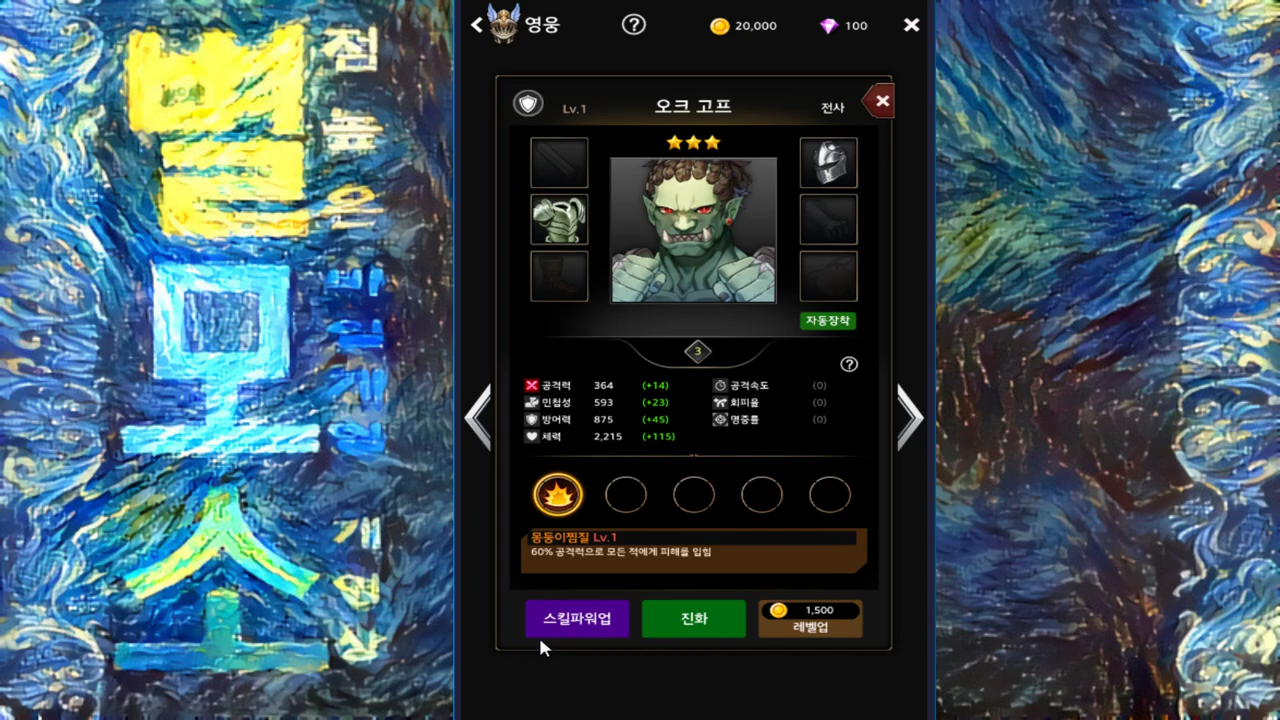 영웅
?
20,000
100
Lv.1
오크 고프
전사
자동장착
3
?
공격력 364 (+14)
공격속도 (0)
민첩성 593 (+23)
회피율 (0)
방어력 875 (+45)
명중률 (0)
체력 2,215 (+115)
몽둥이찜질 Lv.1
60% 공격력으로 모든 적에게 피해를 입힘
스킬파워업
진화
1,500
레벨업